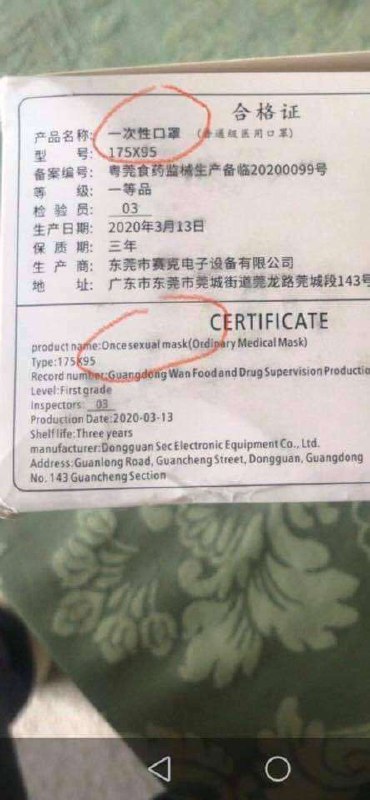 合格证
产品名称: 一次性口罩 (普通级医用口罩)
型 号: 175X95
备案编号: 粤莞食药监械生产备临20200099号
等 级: 一等品
检 验 员: 03
生产日期: 2020年3月13日
保 质 期: 三年
生 产 商: 东莞市赛克电子设备有限公司
地 址: 广东市东莞市莞城街道莞龙路莞城段143号
CERTIFICATE
product name:Oncesexual mask(Ordinary Medical Mask)
Type:175X95
Record number:Guangdong Wan Food and Drug Supervision
Level:First grade
Inspectors: 03
Production Date:2020-03-13
Shelf life:Three years
manufacturer:Dongguan Sec Electronic Equipment Co., Ltd.
Address:Guanlong Road, Guancheng Street, Dongguan, Guangdong
No. 143 Guancheng Section